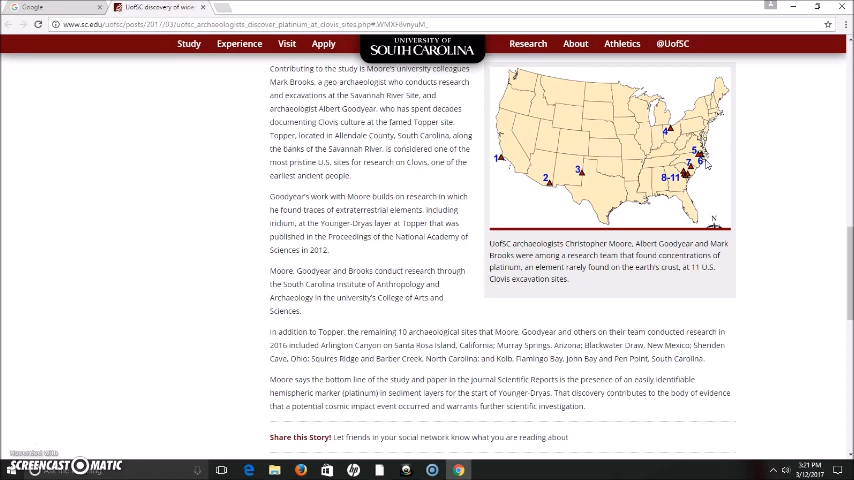 Google
UofSC discovery of wides
www.sc.edu/uofsc/posts/2017/03/uofsc_archaeologists_discover_platinum_at_clovis_sites.php#.WMXF8vnyuM_
Study Experience Visit Apply
UNIVERSITY OF
SOUTH CAROLINA
Research About Athletics @UofSC
Contributing to the study is Moore's university colleagues
Mark Brooks, a geo-archaeologist who conducts research
and excavations at the Savannah River Site, and
archaeologist Albert Goodyear, who has spent decades
documenting Clovis culture at the famed Topper site.
Topper, located in Allendale County, South Carolina, along
the banks of the Savannah River, is considered one of the
most pristine U.S. sites for research on Clovis, one of the
earliest ancient people.
Goodyear's work with Moore builds on research in which
he found traces of extraterrestrial elements, including
iridium, at the Younger-Dryas layer at Topper that was
published in the Proceedings of the National Academy of
Sciences in 2012.
Moore, Goodyear and Brooks conduct research through
the South Carolina Institute of Anthropology and
Archaeology in the university's College of Arts and
Sciences.
1
2
3
4
5
6
7
8-11
N
UofSC archaeologists Christopher Moore, Albert Goodyear and Mark
Brooks were among a research team that found concentrations of
platinum, an element rarely found on the earth's crust, at 11 U.S.
Clovis excavation sites.
In addition to Topper, the remaining 10 archaeological sites that Moore, Goodyear and others on their team conducted research in
2016 included Arlington Canyon on Santa Rosa Island, California; Murray Springs, Arizona; Blackwater Draw, New Mexico; Sheriden
Cave, Ohio; Squires Ridge and Barber Creek, North Carolina; and Kolb, Flamingo Bay, John Bay and Pen Point, South Carolina.
Moore says the bottom line of the study and paper in the journal Scientific Reports is the presence of an easily identifiable
hemispheric marker (platinum) in sediment layers for the start of Younger-Dryas. That discovery contributes to the body of evidence
that a potential cosmic impact event occurred and warrants further scientific investigation.
Share this Story! Let friends in your social network know what you are reading about
Recorded with
SCREENCAST MATIC
3:21 PM
3/12/2017